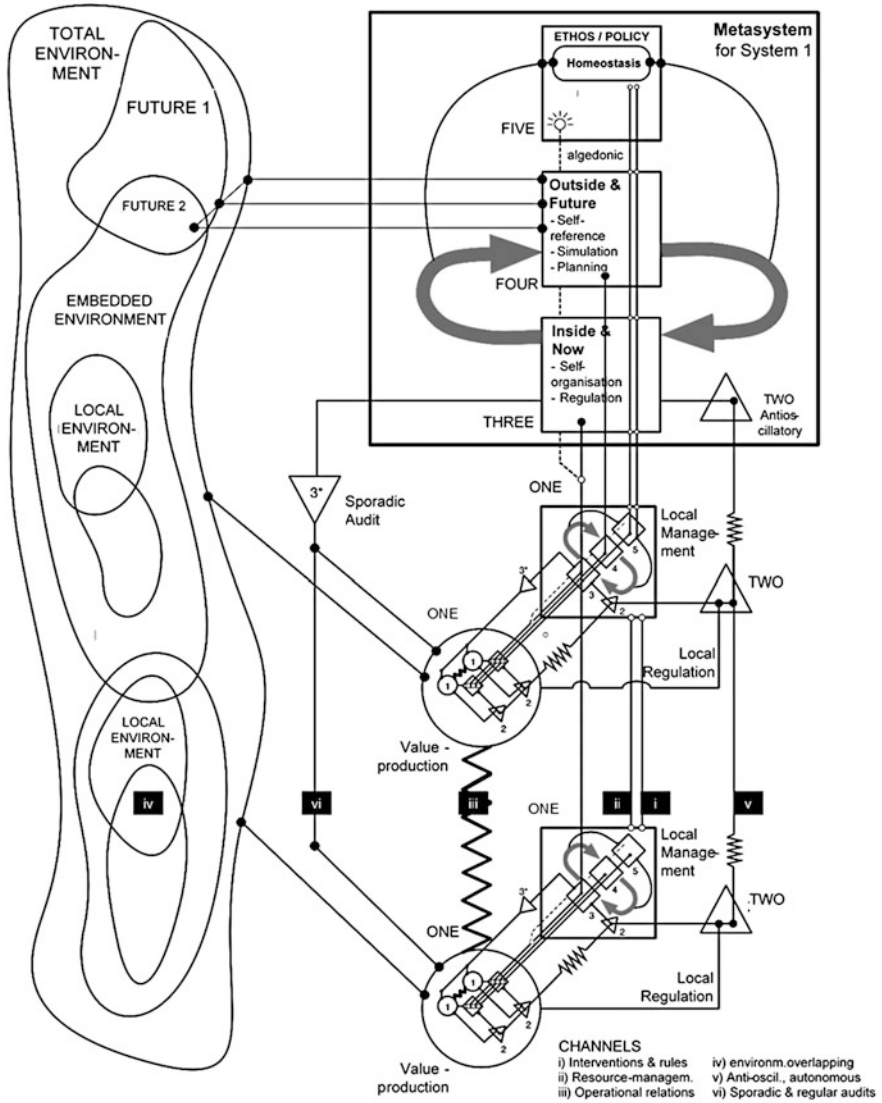 TOTAL
ENVIRON-
MENT
FUTURE 1
FUTURE 2
EMBEDDED
ENVIRONMENT
LOCAL
ENVIRON-
MENT
LOCAL
ENVIRON-
MENT
iv
Metasystem
for System 1
ETHOS / POLICY
Homeostasis
FIVE
algedonic
Outside &
Future
- Self-
reference
- Simulation
- Planning
FOUR
Inside &
Now
- Self-
organisation
- Regulation
THREE
TWO
Antios-
cillatory
3*
Sporadic
Audit
ONE
Local
Manage-
ment
5
4
3
3*
2
TWO
ONE
1
1
2
2
Local
Regulation
Value -
production
vi
iii
ii
i
v
ONE
Local
Manage-
ment
5
4
3
3*
2
TWO
ONE
1
1
2
2
Local
Regulation
Value -
production
CHANNELS
i) Interventions & rules
ii) Resource-managem.
iii) Operational relations
iv) environm.overlapping
v) Anti-oscil., autonomous
vi) Sporadic & regular audits